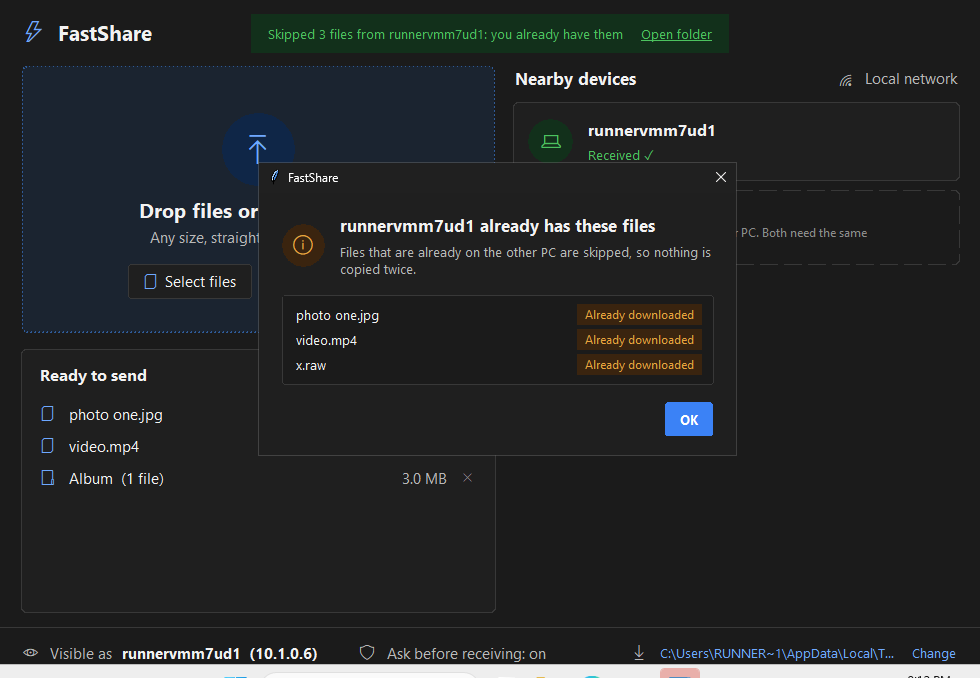 FastShare
Skipped 3 files from runnervmm7ud1: you already have them Open folder
Nearby devices
Local network
runnervmm7ud1
Received ✓
Drop files or
Any size, straight
Select files
PC. Both need the same
FastShare
runnervmm7ud1 already has these files
Files that are already on the other PC are skipped, so nothing is
copied twice.
photo one.jpg Already downloaded
video.mp4 Already downloaded
x.raw Already downloaded
OK
Ready to send
photo one.jpg
video.mp4
Album (1 file) 3.0 MB
Visible as runnervmm7ud1 (10.1.0.6)
Ask before receiving: on
C:\Users\RUNNER~1\AppData\Local\T... Change